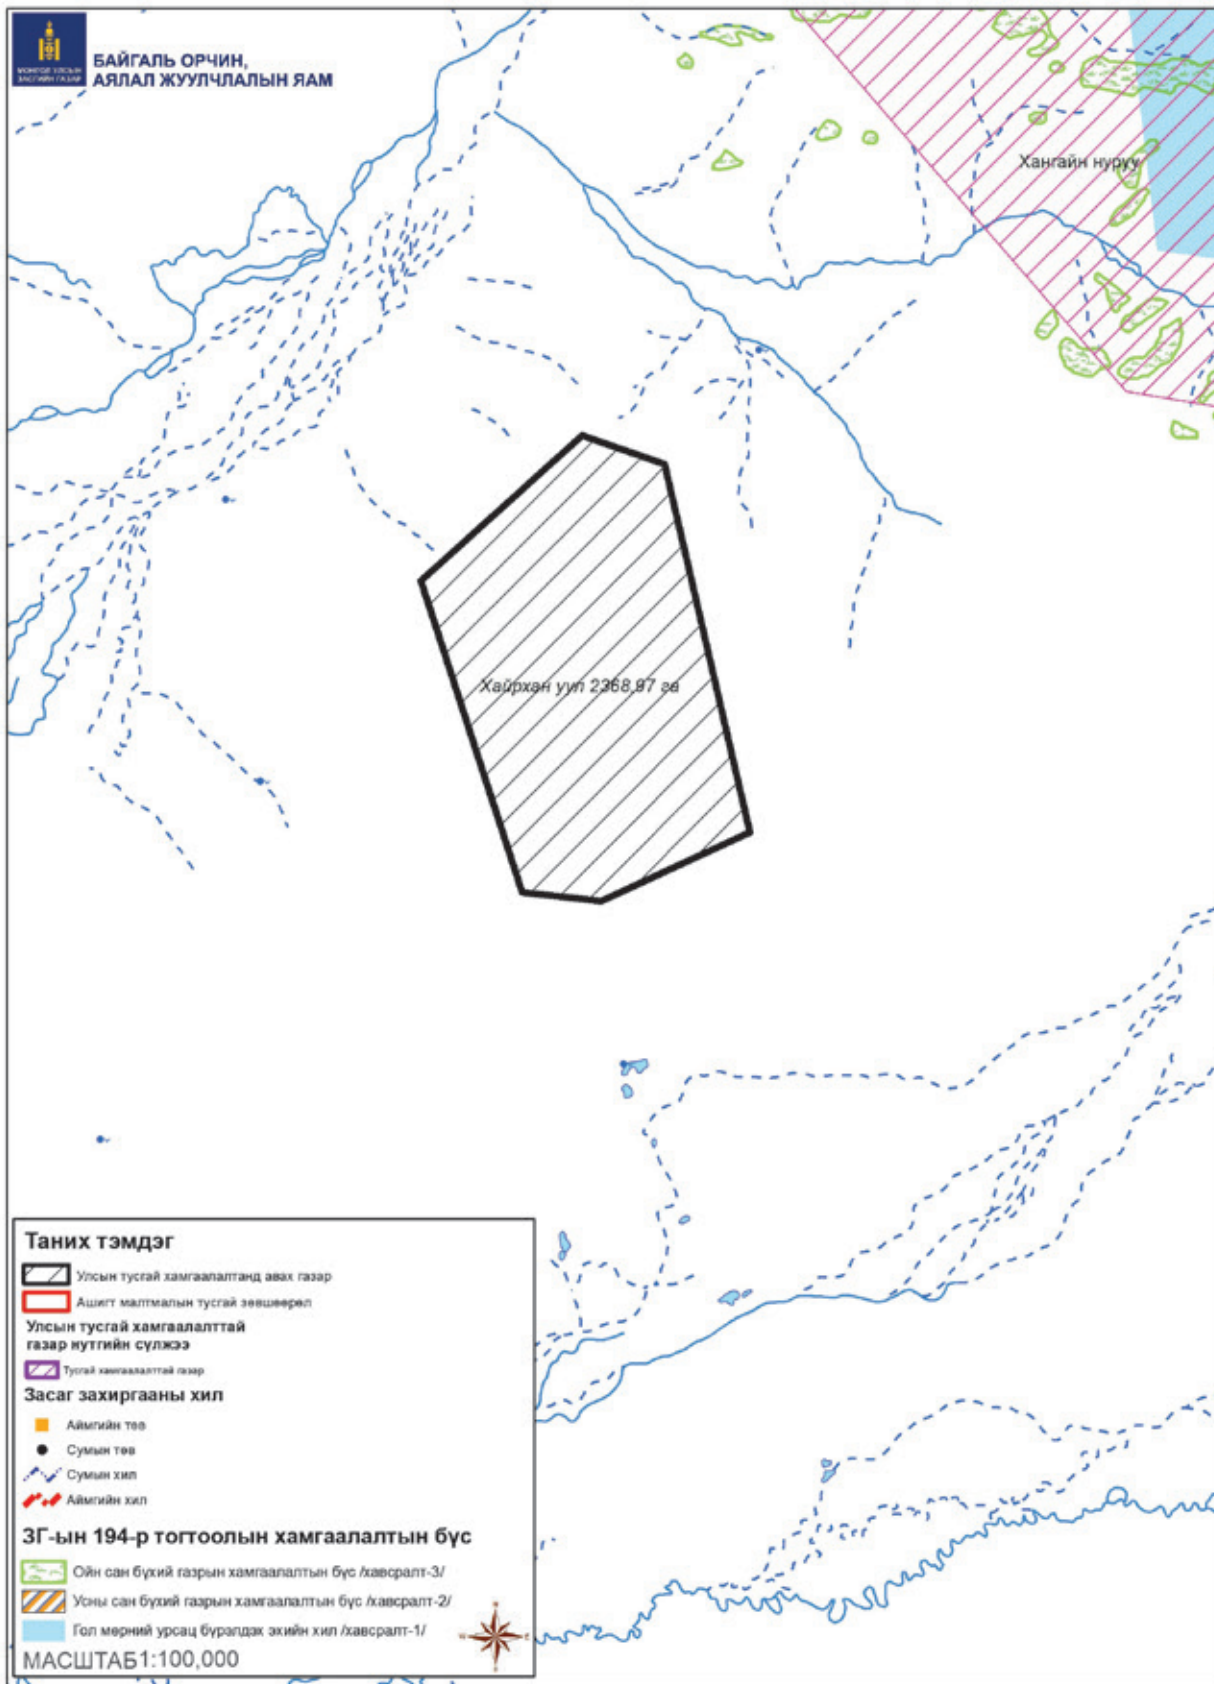 МОНГОЛ УЛСЫН
ЗАСГИЙН ГАЗАР
БАЙГАЛЬ ОРЧИН,
АЯЛАЛ ЖУУЛЧЛАЛЫН ЯАМ
Хангайн нуруу
Хайрхан уул 2368,97 га
Таних тэмдэг
Улсын тусгай хамгаалалтанд авах газар
Ашигт малтмалын тусгай зөвшөөрөл
Улсын тусгай хамгаалалттай
газар нутгийн сүлжээ
Тусгай хамгаалалттай газар
Засаг захиргааны хил
Аймгийн төв
Сумын төв
Сумын хил
Аймгийн хил
ЗГ-ын 194-р тогтоолын хамгаалалтын бүс
Ойн сан бүхий газрын хамгаалалтын бүс /хавсралт-3/
Усны сан бүхий газрын хамгаалалтын бүс /хавсралт-2/
Гол мөрний урсац бүрэлдэх эхийн хил /хавсралт-1/
МАСШТАБ1:100,000